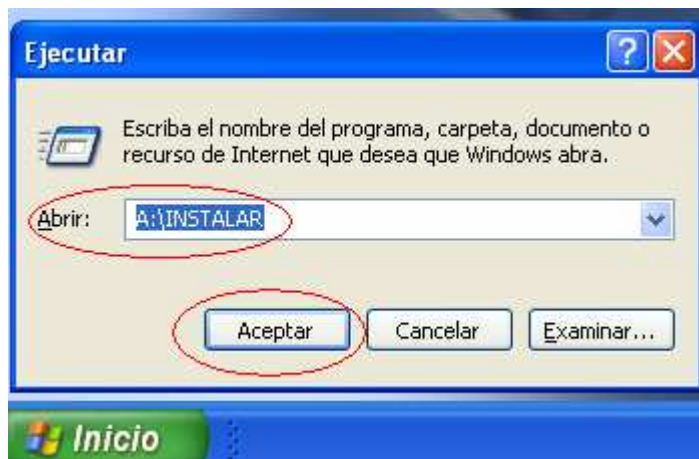 Ejecutar
Escriba el nombre del programa, carpeta, documento o
recurso de Internet que desea que Windows abra.
Abrir: A:\INSTALAR
Aceptar Cancelar Examinar...
Inicio